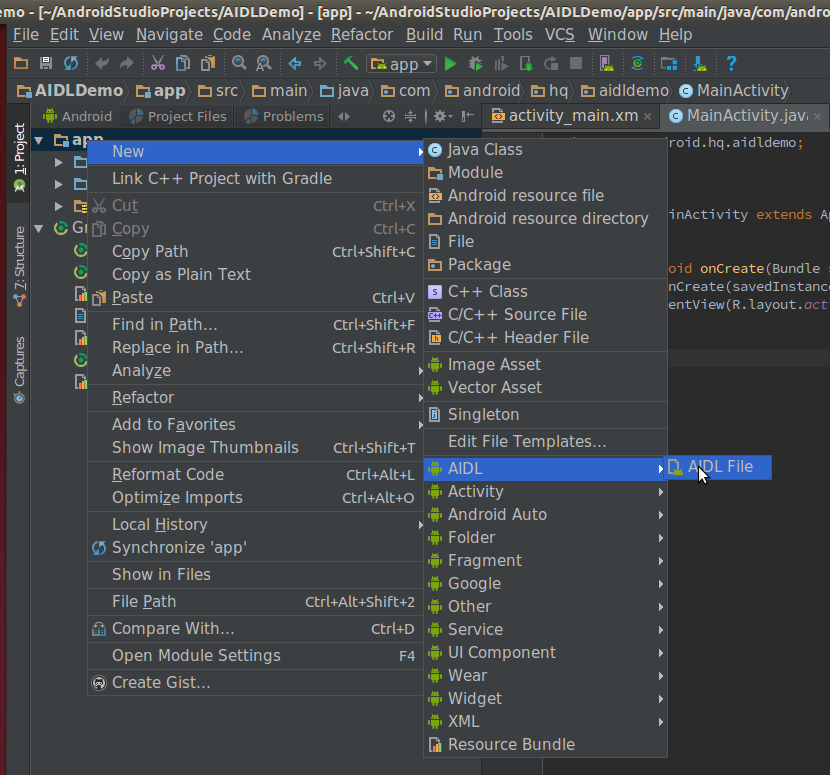 emo - [~/AndroidStudioProjects/AIDLDemo] - [app] - ~/AndroidStudioProjects/AIDLDemo/app/src/main/java/com/andro
File Edit View Navigate Code Analyze Refactor Build Run Tools VCS Window Help
app
AIDLDemo app src main java com android hq aidldemo MainActivity
Android Project Files Problems activity_main.xm MainActivity.java
1: Project
7: Structure
Captures
app
G
New
Link C++ Project with Gradle
Cut Ctrl+X
Copy Ctrl+C
Copy Path Ctrl+Shift+C
Copy as Plain Text
Paste Ctrl+V
Find in Path... Ctrl+Shift+F
Replace in Path... Ctrl+Shift+R
Analyze
Refactor
Add to Favorites
Show Image Thumbnails Ctrl+Shift+T
Reformat Code Ctrl+Alt+L
Optimize Imports Ctrl+Alt+O
Local History
Synchronize 'app'
Show in Files
File Path Ctrl+Alt+Shift+2
Compare With... Ctrl+D
Open Module Settings F4
Create Gist...
Java Class
Module
Android resource file
Android resource directory
File
Package
C++ Class
C/C++ Source File
C/C++ Header File
Image Asset
Vector Asset
Singleton
Edit File Templates...
AIDL
Activity
Android Auto
Folder
Fragment
Google
Other
Service
UI Component
Wear
Widget
XML
Resource Bundle
AIDL File
roid.hq.aidldemo;
inActivity extends Ap
oid onCreate(Bundle s
nCreate(savedInstanc
entView(R.layout.act